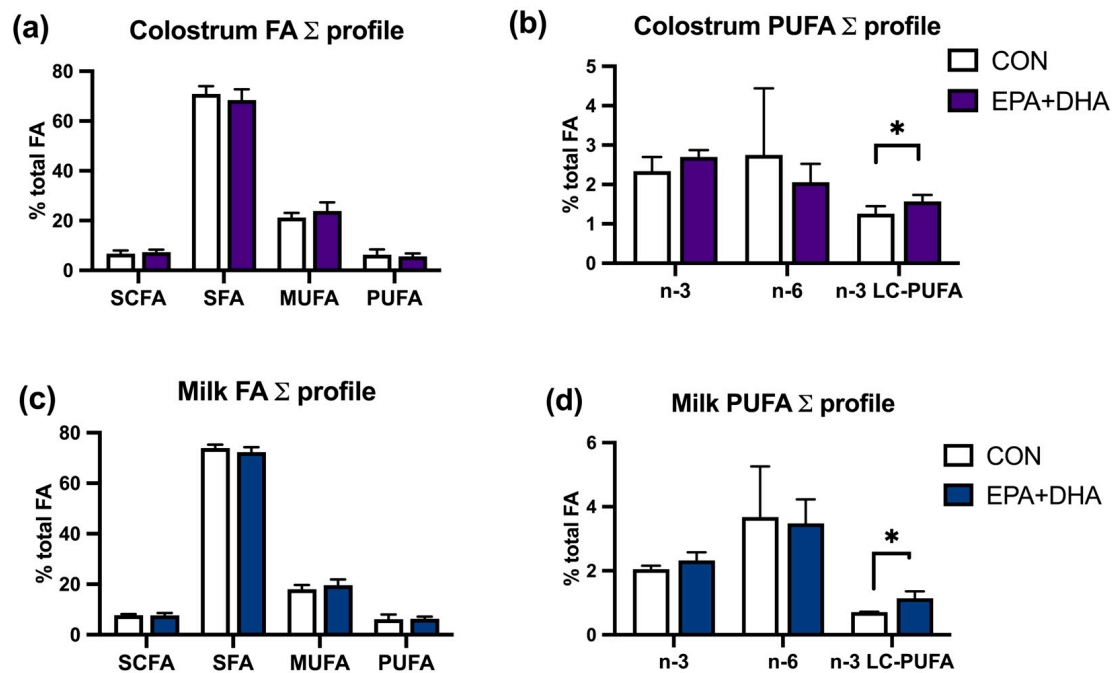 (a)
Colostrum FA Σ profile
% total FA
80
60
40
20
0
SCFA SFA MUFA PUFA
(b)
Colostrum PUFA Σ profile
CON
EPA+DHA
% total FA
5
4
3
2
1
0
*
n-3 n-6 n-3 LC-PUFA
(c)
Milk FA Σ profile
% total FA
80
60
40
20
0
SCFA SFA MUFA PUFA
(d)
Milk PUFA Σ profile
CON
EPA+DHA
% total FA
6
4
2
0
*
n-3 n-6 n-3 LC-PUFA